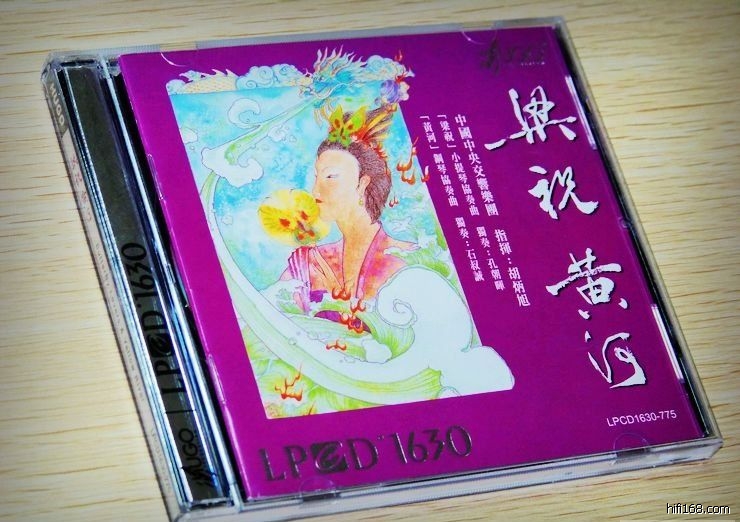 梁祝 黃河
中國中央交響樂團 指揮：胡炳旭
「梁祝」小提琴協奏曲 獨奏：孔朝暉
「黃河」鋼琴協奏曲 獨奏：石叔誠
LPCD1630-775
LPCD 1630
HUGO
HUGO | LPCD 1630
hifi168.com